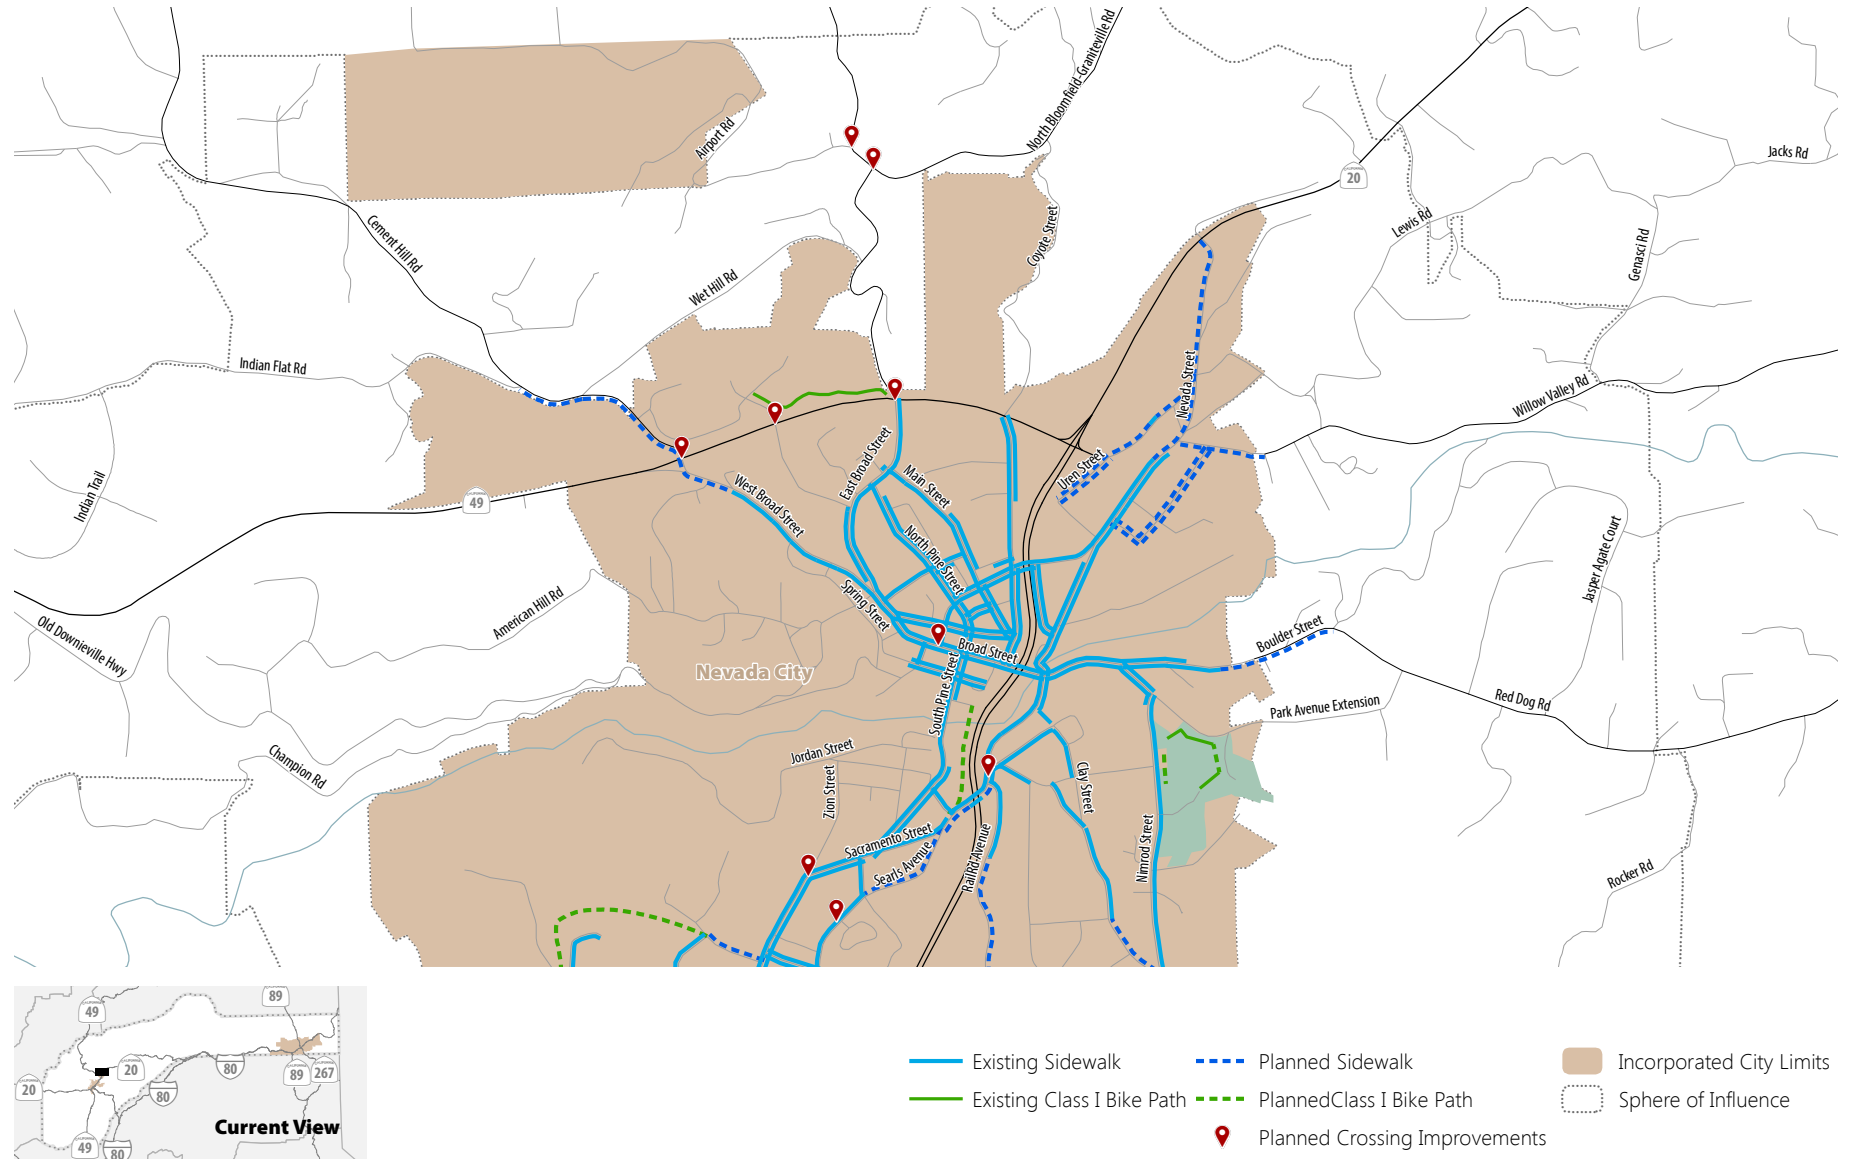 North Bloomfield-Graniteville Rd
Airport Rd
Jacks Rd
CALIFORNIA
20
Cement Hill Rd
Coyote Street
Lewis Rd
Genasci Rd
Wet Hill Rd
Indian Flat Rd
Nevada Street
Willow Valley Rd
East Broad Street
Main Street
Uren Street
Indian Trail
CALIFORNIA
49
West Broad Street
North Pine Street
Jasper Agate Court
American Hill Rd
Spring Street
Old Downieville Hwy
Boulder Street
Broad Street
Nevada City
South Pine Street
Park Avenue Extension
Red Dog Rd
Jordan Street
Champion Rd
Zion Street
Clay Street
Sacramento Street
Searls Avenue
RailRd Avenue
Nimrod Street
Rocker Rd
89
49
20
80
89
267
20
80
49
80
Current View
Existing Sidewalk
Planned Sidewalk
Incorporated City Limits
Existing Class I Bike Path
PlannedClass I Bike Path
Sphere of Influence
Planned Crossing Improvements